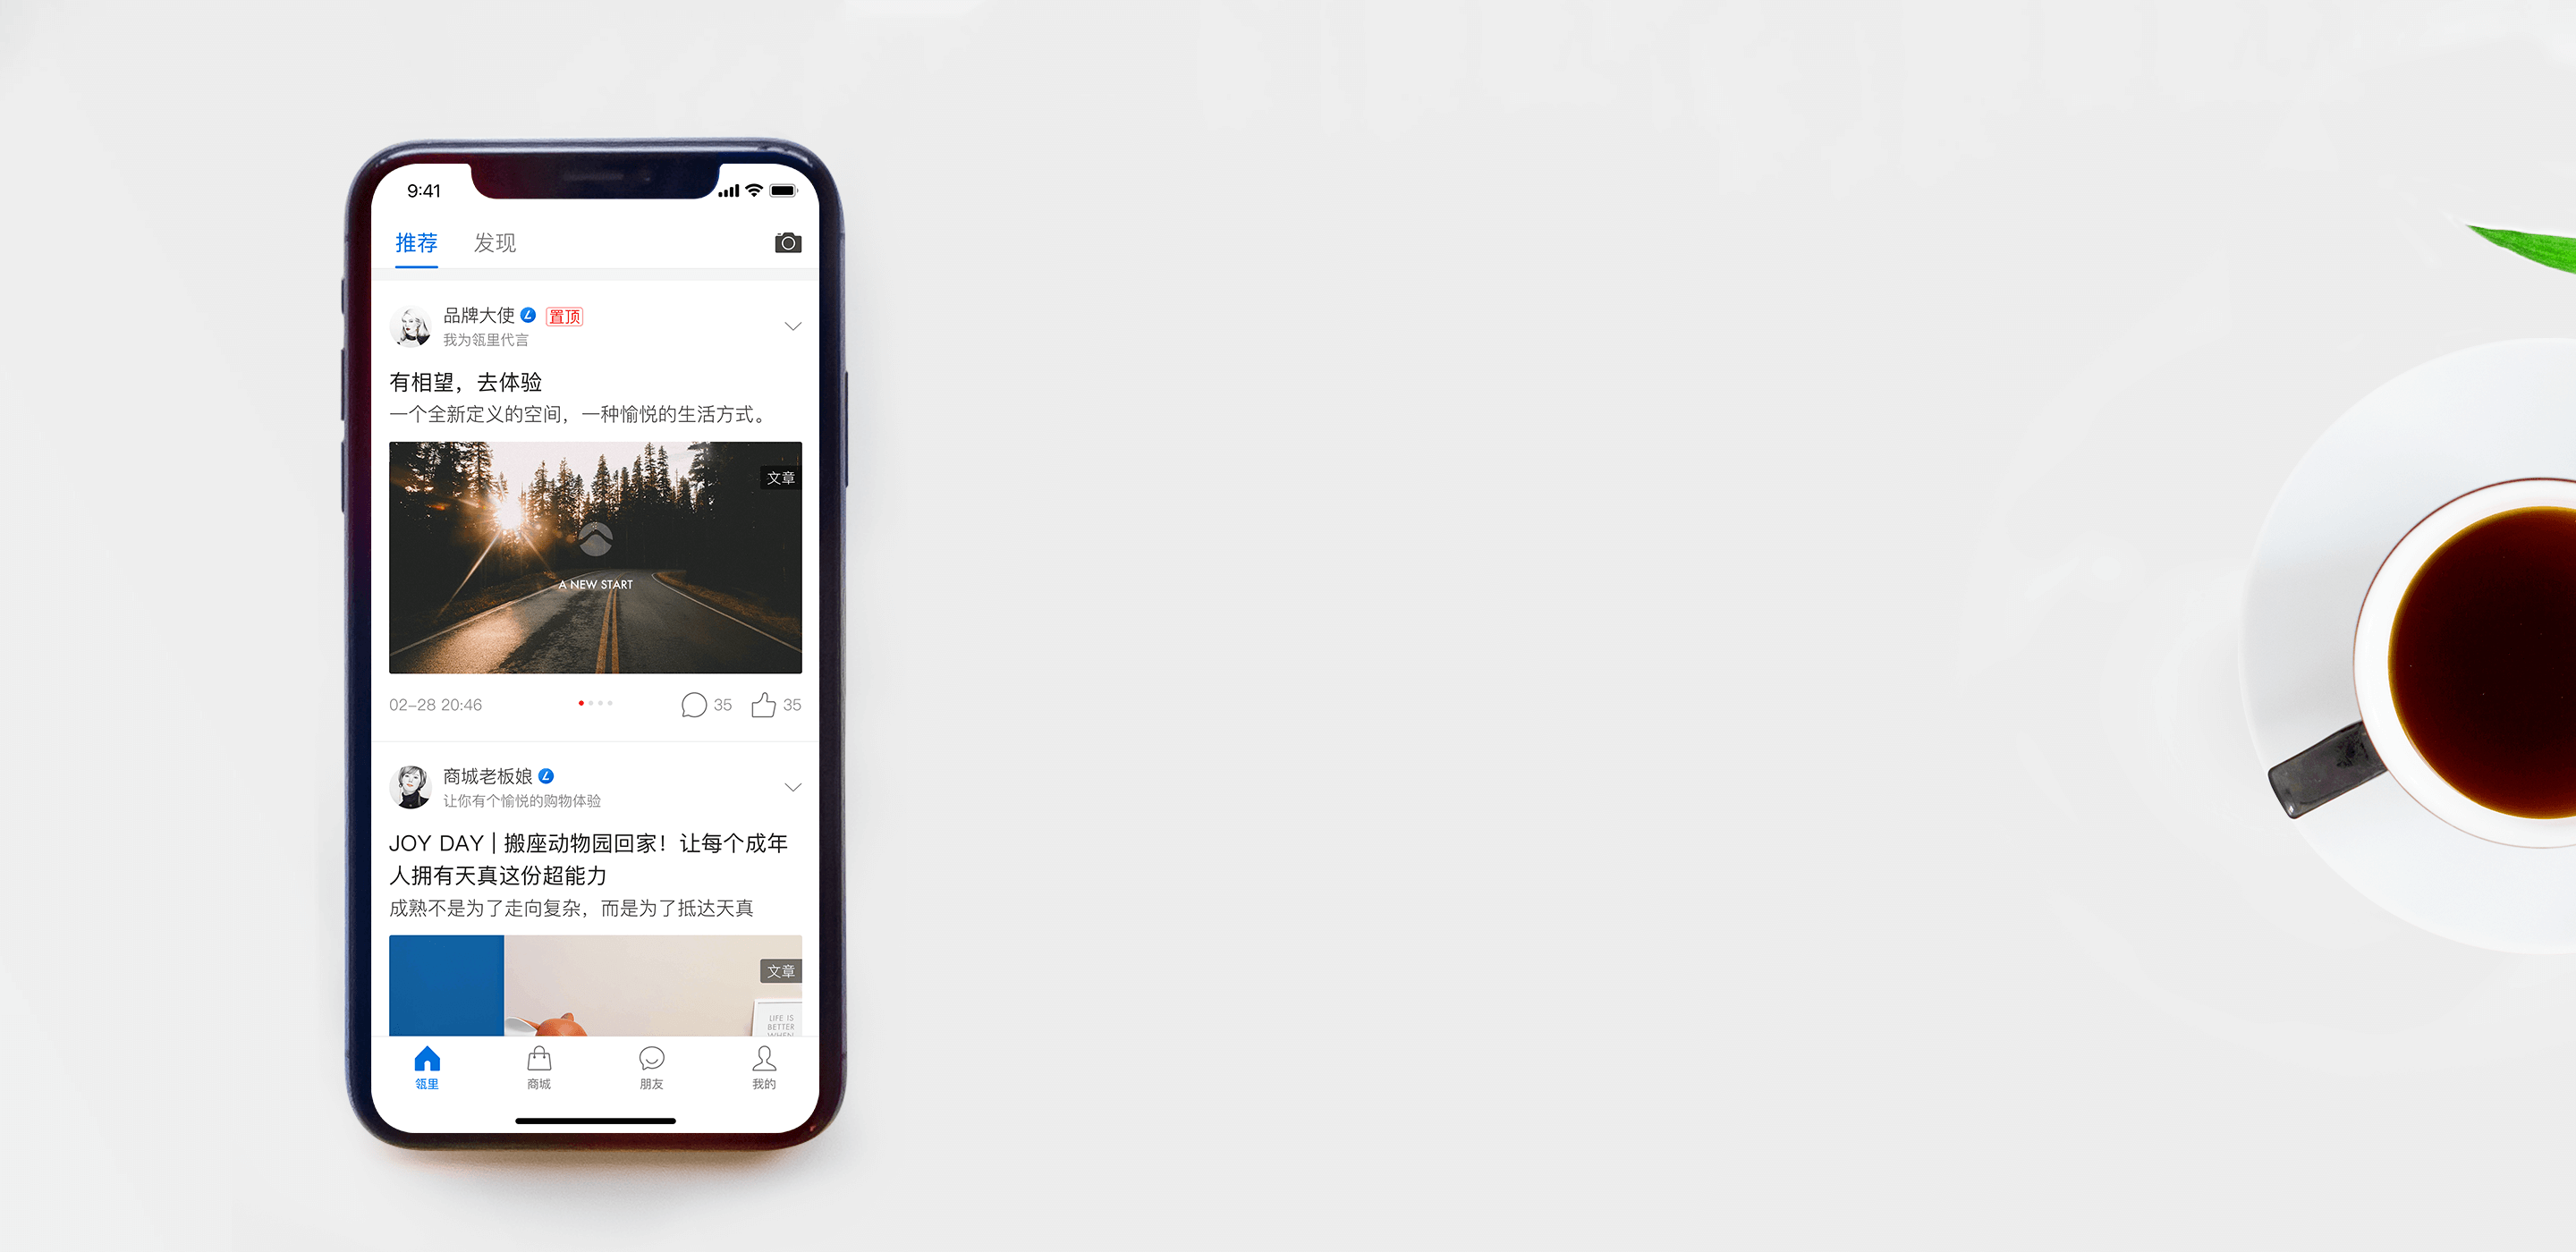 9:41
推荐 发现
品牌大使 置顶
我为瓴里代言
有相望，去体验
一个全新定义的空间，一种愉悦的生活方式。
文章
A NEW START
02-28 20:46 35 35
商城老板娘
让你有个愉悦的购物体验
JOY DAY | 搬座动物园回家！让每个成年
人拥有天真这份超能力
成熟不是为了走向复杂，而是为了抵达天真
文章
LIFE IS
BETTER
WHEN
瓴里 商城 朋友 我的